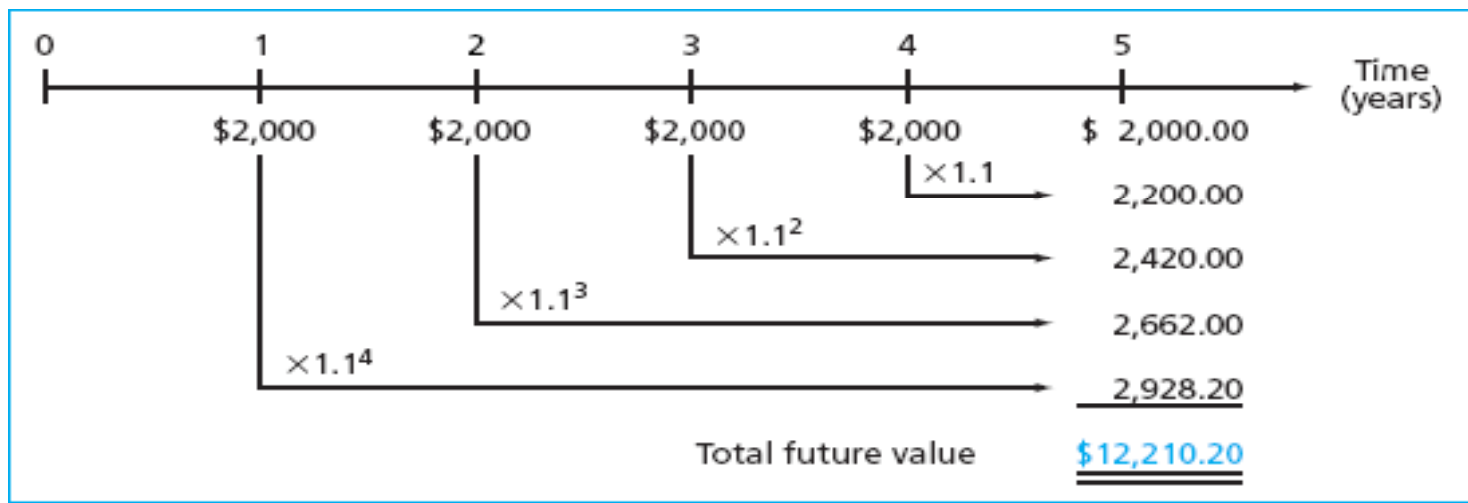 0 1 2 3 4 5
Time
(years)
$2,000 $2,000 $2,000 $2,000 $ 2,000.00
×1.1
2,200.00
×1.1²
2,420.00
×1.1³
2,662.00
×1.1⁴
2,928.20
Total future value $12,210.20